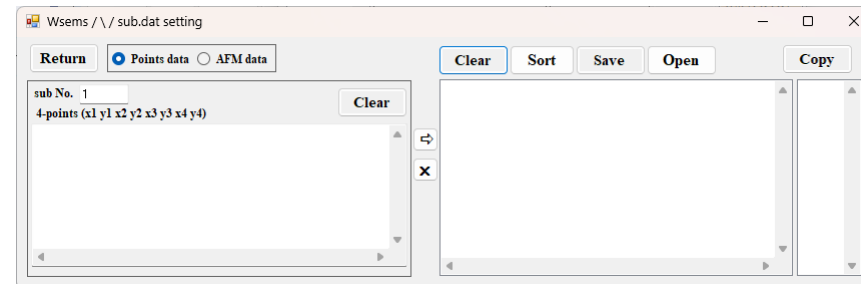 Wsems / \ / sub.dat setting
Return Points data AFM data Clear Sort Save Open Copy
sub No. 1
4-points (x1 y1 x2 y2 x3 y3 x4 y4) Clear